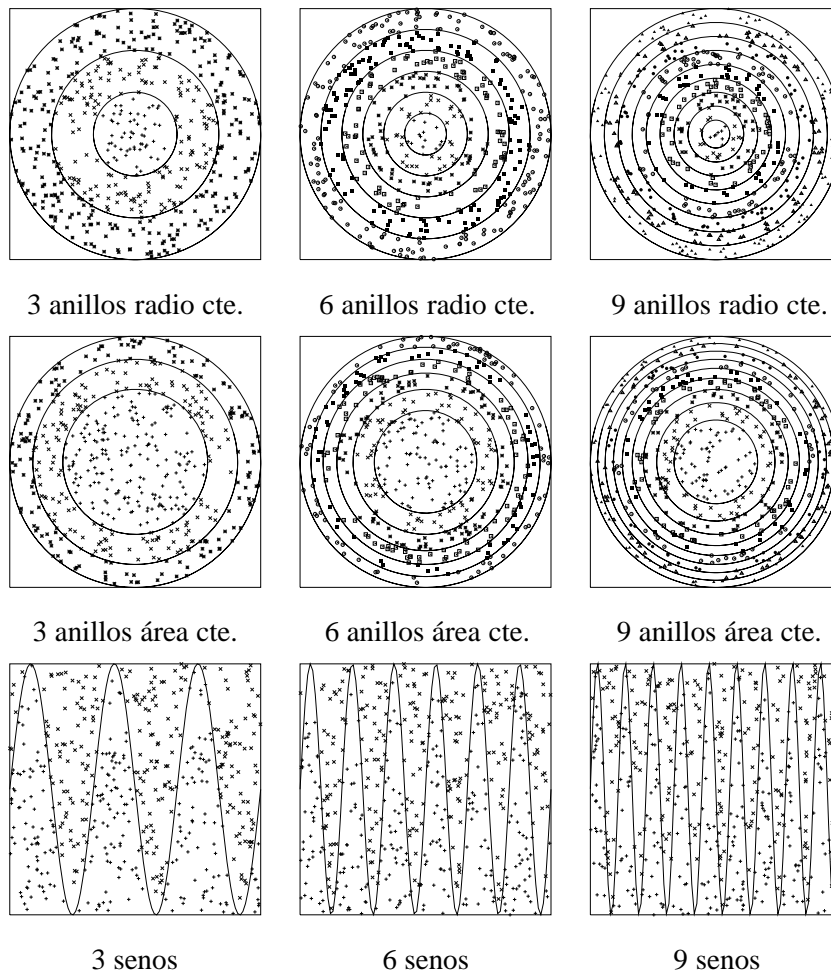 3 anillos radio cte.
6 anillos radio cte.
9 anillos radio cte.
3 anillos área cte.
6 anillos área cte.
9 anillos área cte.
3 senos
6 senos
9 senos